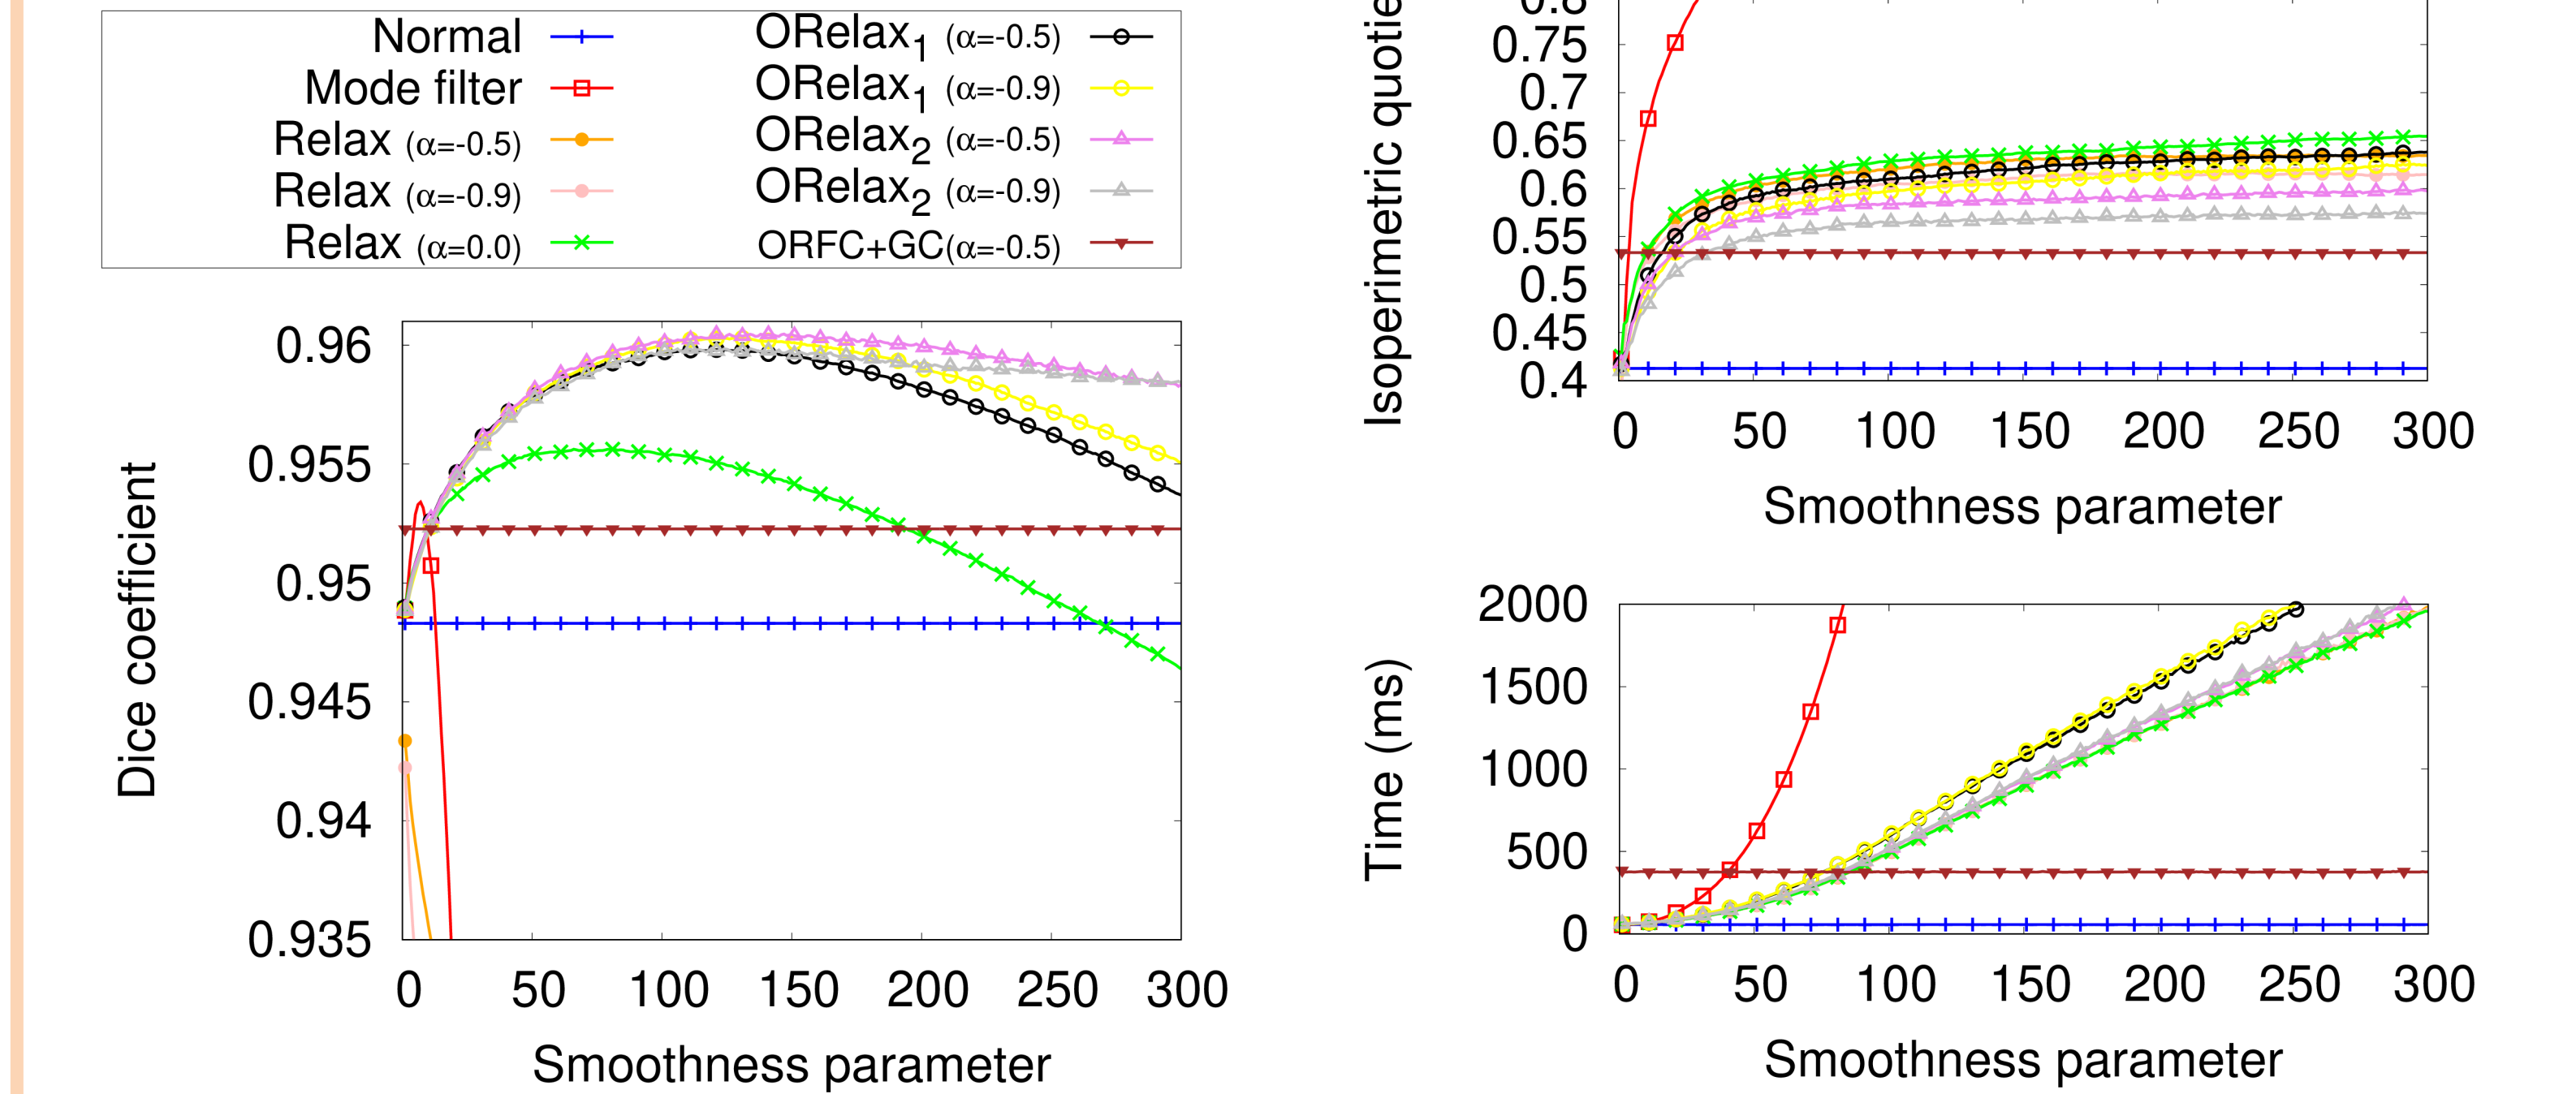 Normal
Mode filter
Relax (α=-0.5)
Relax (α=-0.9)
Relax (α=0.0)
ORelax1 (α=-0.5)
ORelax1 (α=-0.9)
ORelax2 (α=-0.5)
ORelax2 (α=-0.9)
ORFC+GC(α=-0.5)
Dice coefficient
0.96
0.955
0.95
0.945
0.94
0.935
0 50 100 150 200 250 300
Smoothness parameter
Isoperimetric quotie
0.8
0.75
0.7
0.65
0.6
0.55
0.5
0.45
0.4
0 50 100 150 200 250 300
Smoothness parameter
Time (ms)
2000
1500
1000
500
0
0 50 100 150 200 250 300
Smoothness parameter